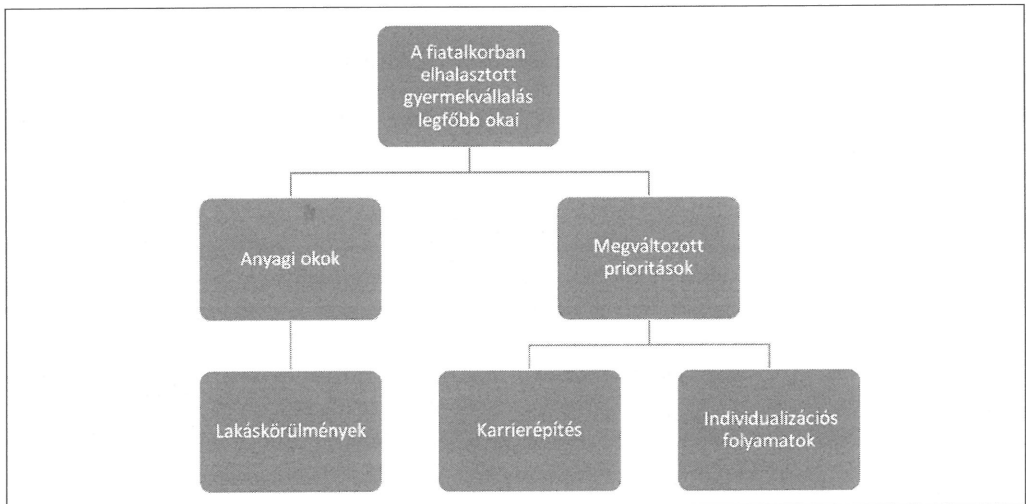 A fiatalkorban
elhalasztott
gyermekvállalás
legfőbb okai
Anyagi okok
Megváltozott
prioritások
Lakáskörülmények
Karrierépítés
Individualizációs
folyamatok